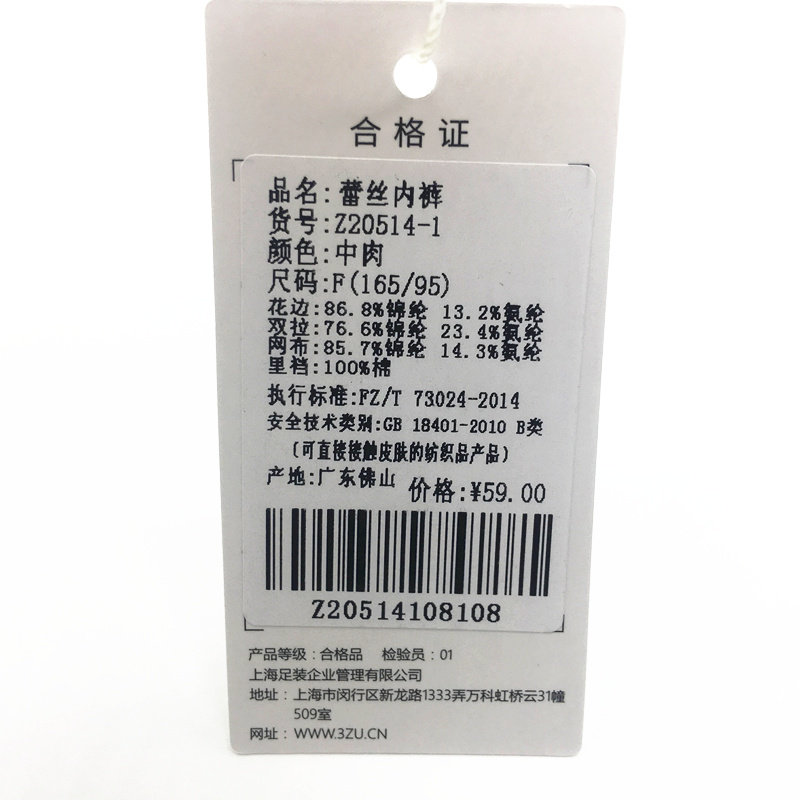 合格证
品名:蕾丝内裤
货号:Z20514-1
颜色:中肉
尺码:F(165/95)
花边:86.8%锦纶 13.2%氨纶
双拉:76.6%锦纶 23.4%氨纶
网布:85.7%锦纶 14.3%氨纶
里裆:100%棉
执行标准:FZ/T 73024-2014
安全技术类别:GB 18401-2010 B类
(可直接接触皮肤的纺织品产品)
产地:广东佛山 价格:¥59.00
Z20514108108
产品等级:合格品 检验员:01
上海足装企业管理有限公司
地址:上海市闵行区新龙路1333弄万科虹桥云31幢
509室
网址:WWW.3ZU.CN